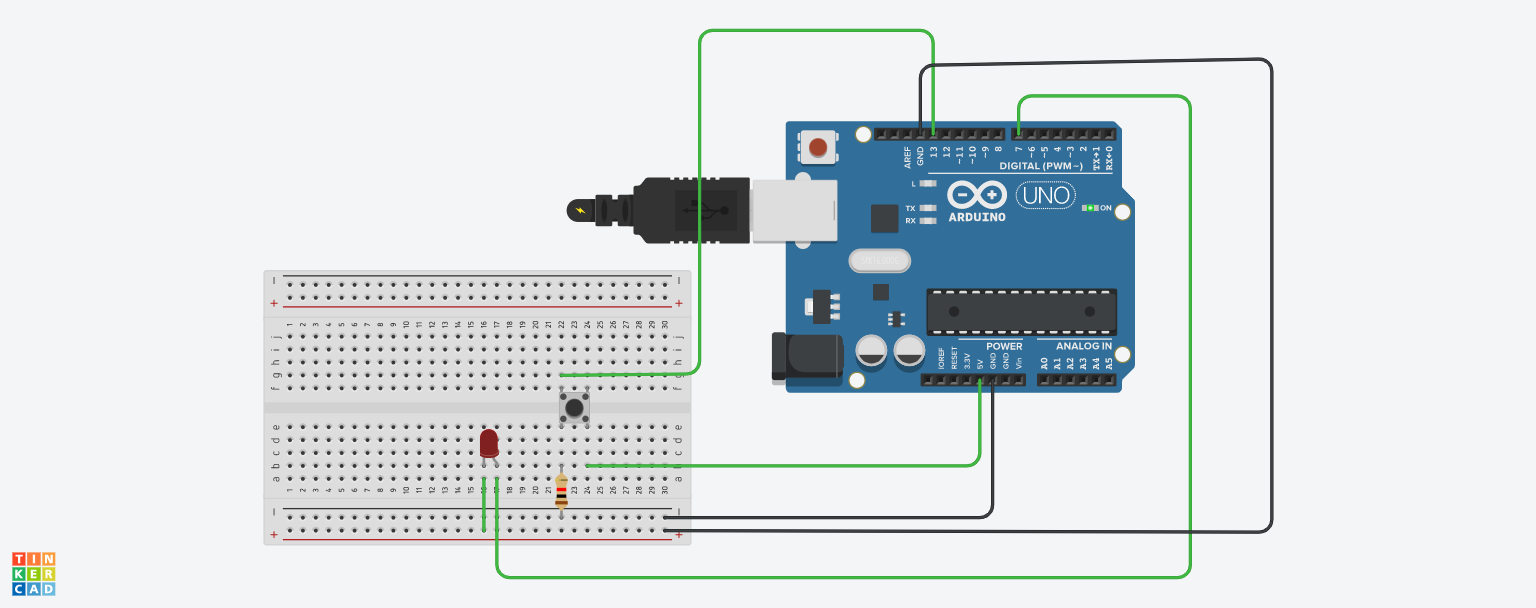 AREF
GND
13
12
~11
~10
~9
8
7
~6
~5
4
~3
2
TX→1
RX←0
DIGITAL (PWM~)
L
TX
RX
ARDUINO
UNO
ON
- -
+ +
1 2 3 4 5 6 7 8 9 10 11 12 13 14 15 16 17 18 19 20 21 22 23 24 25 26 27 28 29 30
j j
i i
h h
g g
f f
e e
d d
c c
b b
a a
1 2 3 4 5 6 7 8 9 10 11 12 13 14 15 16 17 18 19 20 21 22 23 24 25 26 27 28 29 30
- -
+ +
POWER
ANALOG IN
IOREF
RESET
3.3V
5V
GND
GND
Vin
A0
A1
A2
A3
A4
A5
TIN
KER
CAD